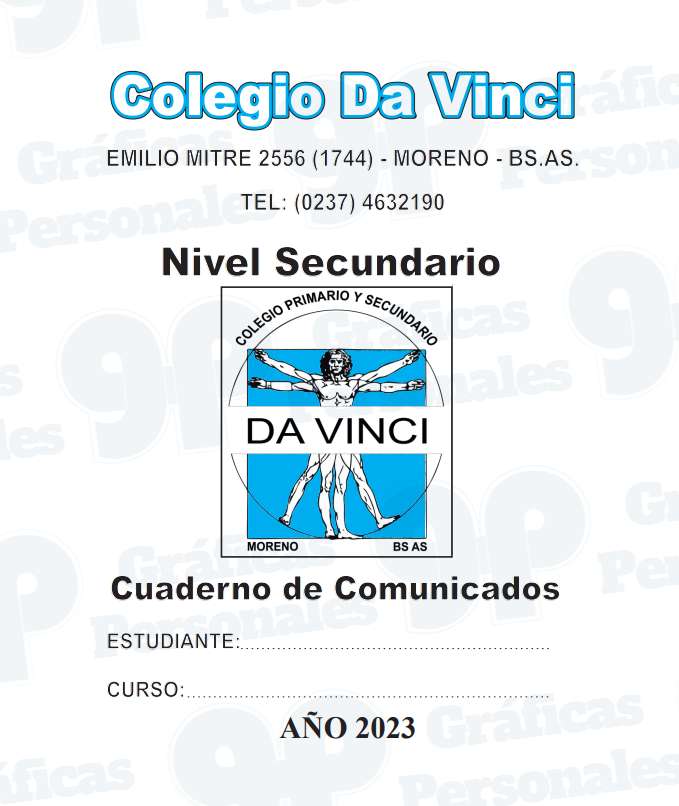 Colegio Da Vinci
EMILIO MITRE 2556 (1744) - MORENO - BS.AS.
TEL: (0237) 4632190
Nivel Secundario
COLEGIO PRIMARIO Y SECUNDARIO
DA VINCI
MORENO BS AS
Cuaderno de Comunicados
ESTUDIANTE:
CURSO:
AÑO 2023
gp Gráficas Personales